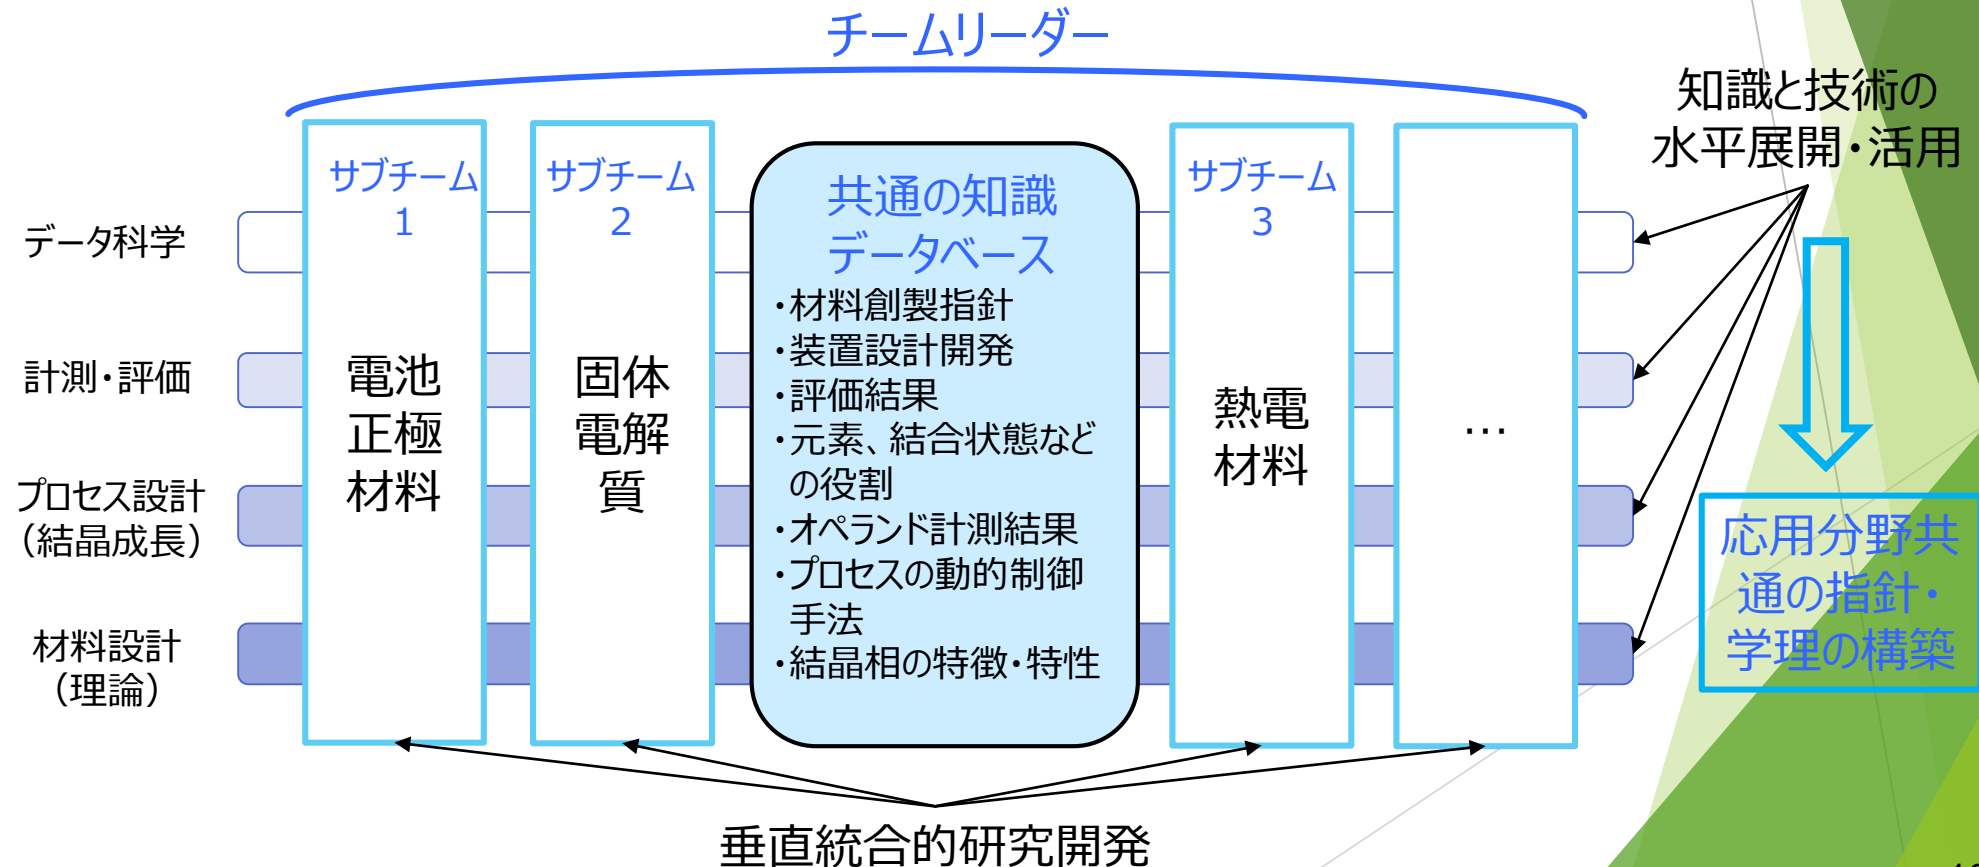 チームリーダー
知識と技術の
水平展開・活用
サブチーム
1
サブチーム
2
共通の知識
データベース
サブチーム
3
データ科学
計測・評価
プロセス設計
（結晶成長）
材料設計
（理論）
電池
正極
材料
固体
電解
質
・材料創製指針
・装置設計開発
・評価結果
・元素、結合状態など
の役割
・オペランド計測結果
・プロセスの動的制御
手法
・結晶相の特徴・特性
熱電
材料
…
応用分野共
通の指針・
学理の構築
垂直統合的研究開発